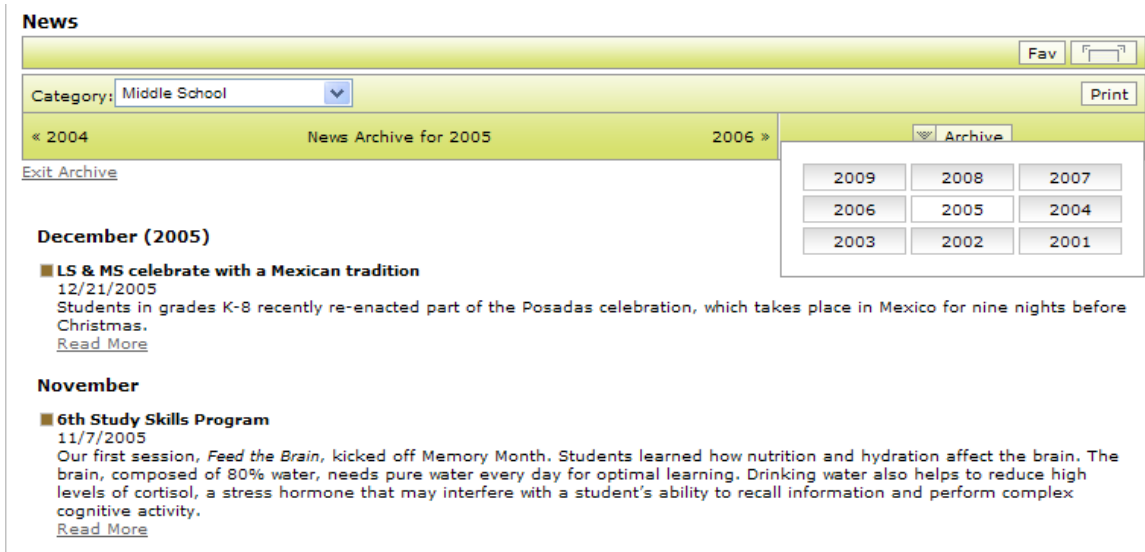 News
Fav
Category: Middle School
Print
« 2004 News Archive for 2005 2006 » Archive
Exit Archive
2009 2008 2007
2006 2005 2004
2003 2002 2001
December (2005)
LS & MS celebrate with a Mexican tradition
12/21/2005
Students in grades K-8 recently re-enacted part of the Posadas celebration, which takes place in Mexico for nine nights before
Christmas.
Read More
November
6th Study Skills Program
11/7/2005
Our first session, Feed the Brain, kicked off Memory Month. Students learned how nutrition and hydration affect the brain. The
brain, composed of 80% water, needs pure water every day for optimal learning. Drinking water also helps to reduce high
levels of cortisol, a stress hormone that may interfere with a student's ability to recall information and perform complex
cognitive activity.
Read More